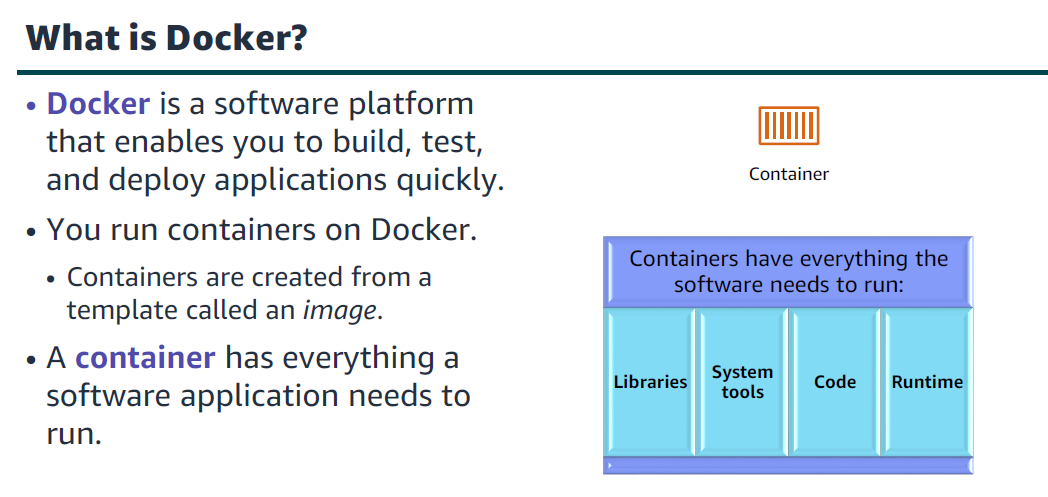 What is Docker?
• Docker is a software platform
that enables you to build, test,
and deploy applications quickly.
• You run containers on Docker.
• Containers are created from a
template called an image.
• A container has everything a
software application needs to
run.
Container
Containers have everything the
software needs to run:
Libraries
System
tools
Code
Runtime